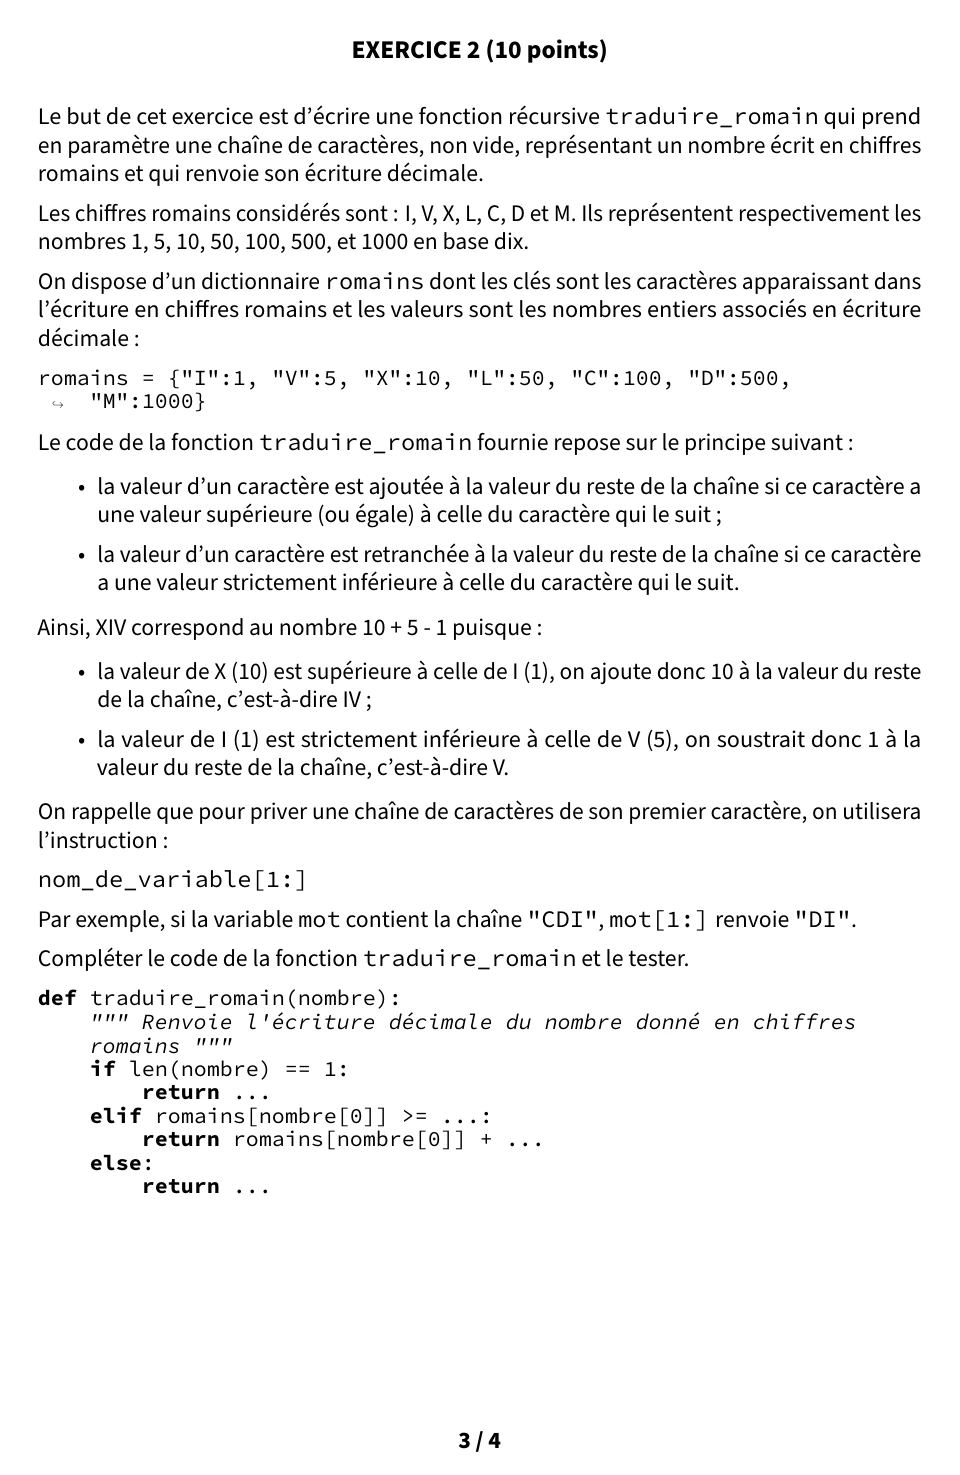 EXERCICE 2 (10 points)
Le but de cet exercice est d’écrire une fonction récursive traduire_romain qui prend
en paramètre une chaîne de caractères, non vide, représentant un nombre écrit en chiffres
romains et qui renvoie son écriture décimale.
Les chiffres romains considérés sont : I, V, X, L, C, D et M. Ils représentent respectivement les
nombres 1, 5, 10, 50, 100, 500, et 1000 en base dix.
On dispose d’un dictionnaire romains dont les clés sont les caractères apparaissant dans
l’écriture en chiffres romains et les valeurs sont les nombres entiers associés en écriture
décimale :
romains = {"I":1, "V":5, "X":10, "L":50, "C":100, "D":500,
↪ "M":1000}
Le code de la fonction traduire_romain fournie repose sur le principe suivant :
• la valeur d’un caractère est ajoutée à la valeur du reste de la chaîne si ce caractère a
une valeur supérieure (ou égale) à celle du caractère qui le suit ;
• la valeur d’un caractère est retranchée à la valeur du reste de la chaîne si ce caractère
a une valeur strictement inférieure à celle du caractère qui le suit.
Ainsi, XIV correspond au nombre 10 + 5 - 1 puisque :
• la valeur de X (10) est supérieure à celle de I (1), on ajoute donc 10 à la valeur du reste
de la chaîne, c’est-à-dire IV ;
• la valeur de I (1) est strictement inférieure à celle de V (5), on soustrait donc 1 à la
valeur du reste de la chaîne, c’est-à-dire V.
On rappelle que pour priver une chaîne de caractères de son premier caractère, on utilisera
l’instruction :
nom_de_variable[1:]
Par exemple, si la variable mot contient la chaîne "CDI", mot[1:] renvoie "DI".
Compléter le code de la fonction traduire_romain et le tester.
def traduire_romain(nombre):
    """ Renvoie l'écriture décimale du nombre donné en chiffres
    romains """
    if len(nombre) == 1:
        return ...
    elif romains[nombre[0]] >= ...:
        return romains[nombre[0]] + ...
    else:
        return ...
3 / 4